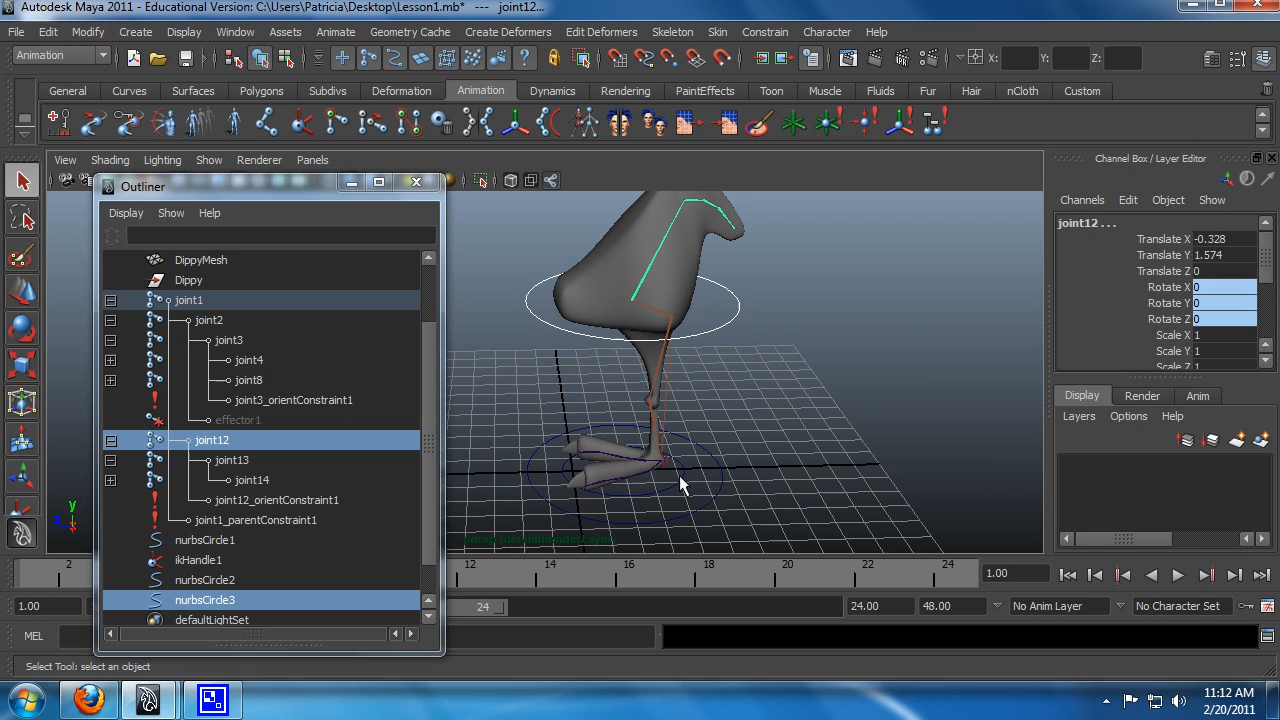 Autodesk Maya 2011 - Educational Version: C:\Users\Patricia\Desktop\Lesson1.mb* --- joint12...
File Edit Modify Create Display Window Assets Animate Geometry Cache Create Deformers Edit Deformers Skeleton Skin Constrain Character Help
Animation X: Y: Z:
General Curves Surfaces Polygons Subdivs Deformation Animation Dynamics Rendering PaintEffects Toon Muscle Fluids Fur Hair nCloth Custom
View Shading Lighting Show Renderer Panels
Channel Box / Layer Editor
Outliner
Display Show Help
DippyMesh
Dippy
joint1
joint2
joint3
joint4
joint8
joint3_orientConstraint1
effector1
joint12
joint13
joint14
joint12_orientConstraint1
joint1_parentConstraint1
nurbsCircle1
ikHandle1
nurbsCircle2
nurbsCircle3
defaultLightSet
y
persp (defaultRenderLayer)
Channels Edit Object Show
joint12 ...
Translate X -0.328
Translate Y 1.574
Translate Z 0
Rotate X 0
Rotate Y 0
Rotate Z 0
Scale X 1
Scale Y 1
Scale Z 1
Display Render Anim
Layers Options Help
2 12 14 16 18 20 22 24 1.00
1.00 24 24.00 48.00 No Anim Layer No Character Set
MEL
Select Tool: select an object
11:12 AM
2/20/2011